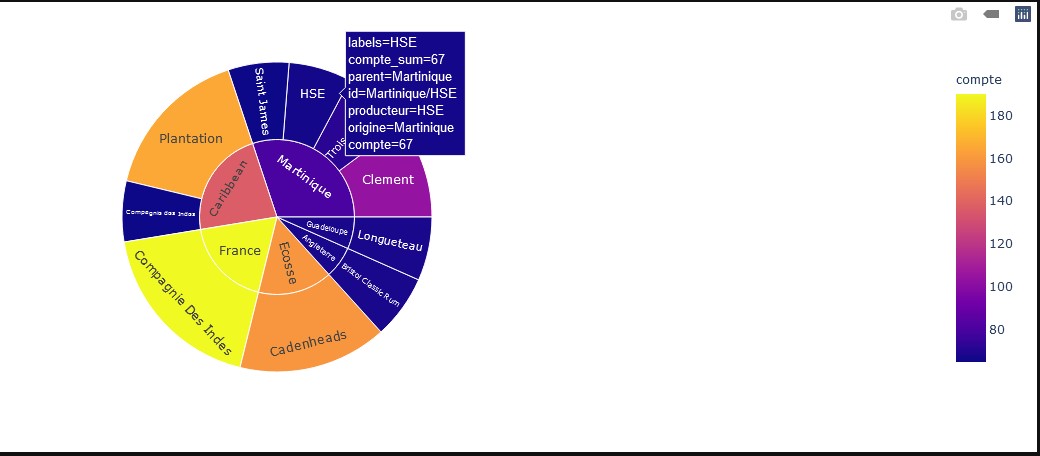 labels=HSE
compte_sum=67
parent=Martinique
id=Martinique/HSE
producteur=HSE
origine=Martinique
compte=67
compte
180
160
140
120
100
80
Saint James
HSE
Trois
Plantation
Martinique
Clement
Caribbean
Compagnie des Indes
Guadeloupe
Longueteau
Angleterre
Bristol Classic Rum
France
Ecosse
Compagnie Des Indes
Cadenheads